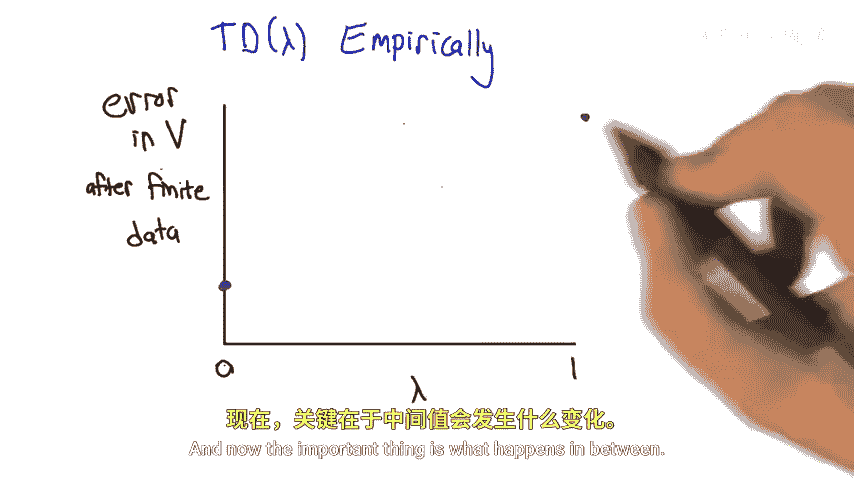 TD(λ) Empirically
error
in V
after finite
data
0
1
λ
现在，关键在于中间值会发生什么变化。
And now the important thing is what happens in between.